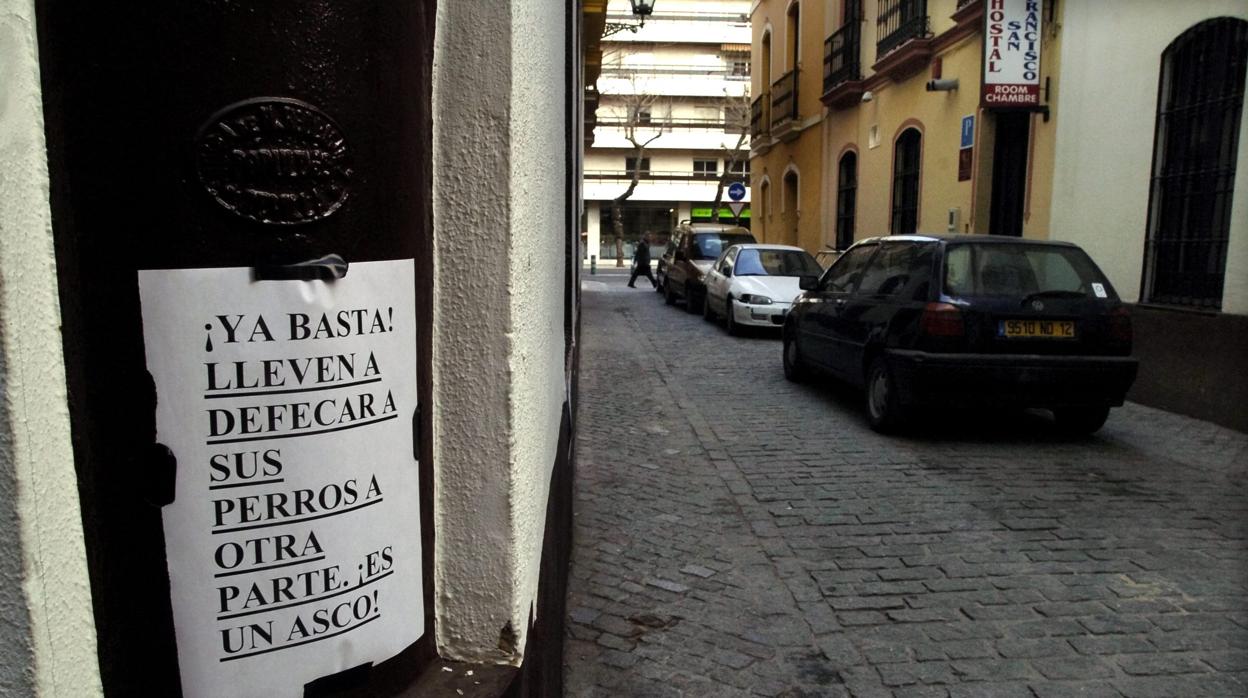 ¡YA BASTA!
LLEVEN A
DEFECAR A
SUS
PERROS A
OTRA
PARTE. ¡ES
UN ASCO!
HOSTAL
SAN
FRANCISCO
ROOM
CHAMBRE
P
9510 ND 12